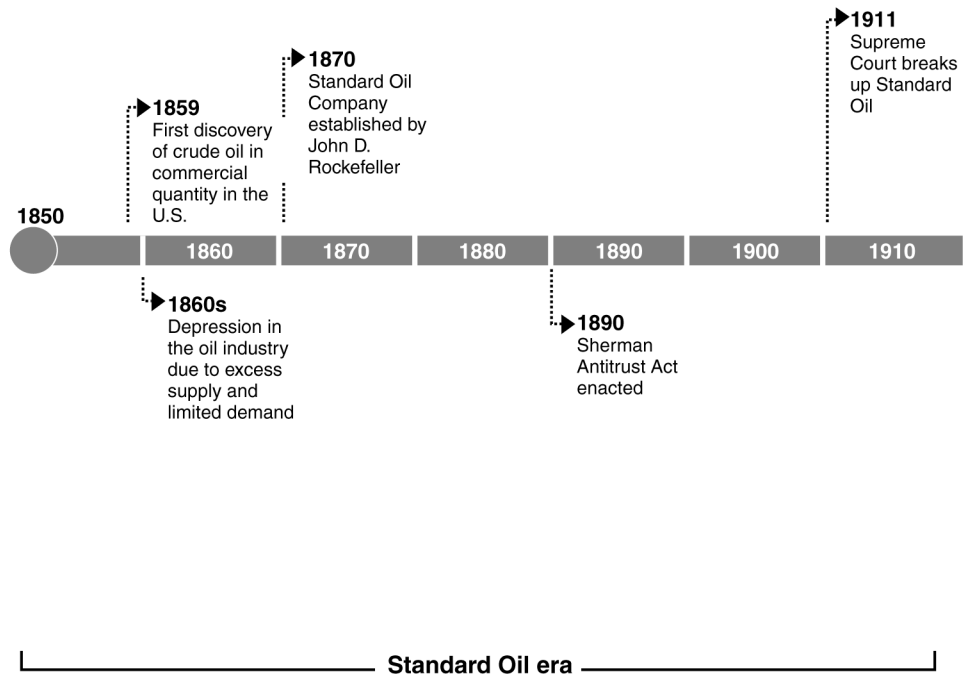 1911
Supreme
Court breaks
up Standard
Oil
1870
Standard Oil
Company
established by
John D.
Rockefeller
1859
First discovery
of crude oil in
commercial
quantity in the
U.S.
1850
1860 1870 1880 1890 1900 1910
1860s
Depression in
the oil industry
due to excess
supply and
limited demand
1890
Sherman
Antitrust Act
enacted
Standard Oil era